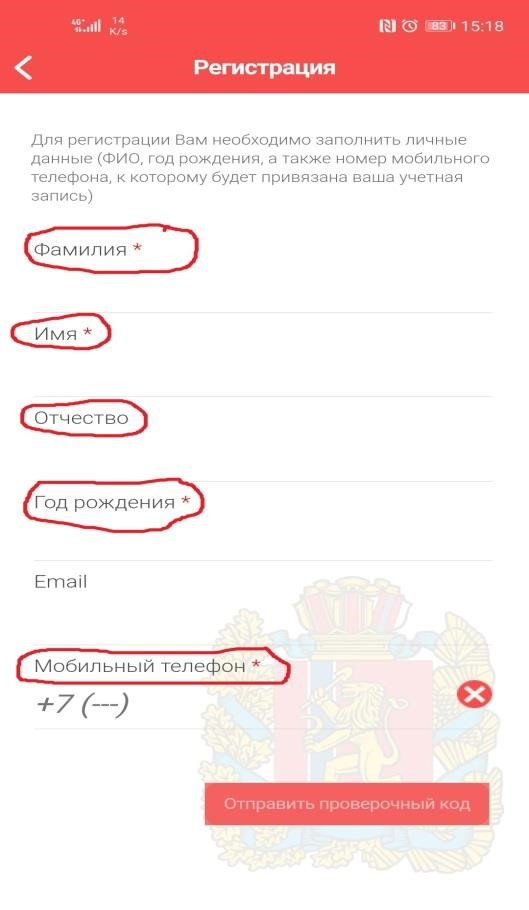 4G+ 14 K/s 83 15:18
Регистрация
Для регистрации Вам необходимо заполнить личные
данные (ФИО, год рождения, а также номер мобильного
телефона, к которому будет привязана ваша учетная
запись)
Фамилия *
Имя *
Отчество
Год рождения *
Email
Мобильный телефон *
+7 (---)
Отправить проверочный код